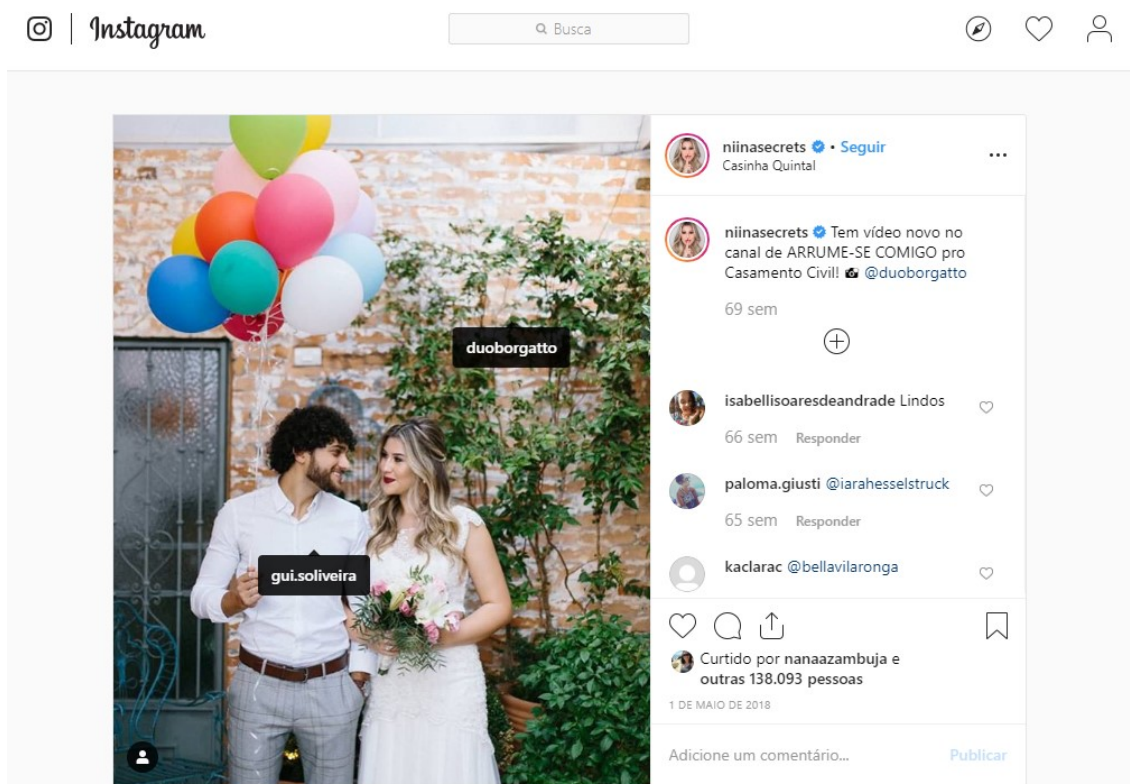 Instagram
Busca
niinasecrets • Seguir
Casinha Quintal
niinasecrets Tem vídeo novo no
canal de ARRUME-SE COMIGO pro
Casamento Civil! 📷 @duoborgatto
69 sem
duoborgatto
isabellisoaresdeandrade Lindos
66 sem Responder
paloma.giusti @iarahesselstruck
65 sem Responder
gui.soliveira
kaclarac @bellavilaronga
Curtido por nanaazambuja e
outras 138.093 pessoas
1 DE MAIO DE 2018
Adicione um comentário... Publicar